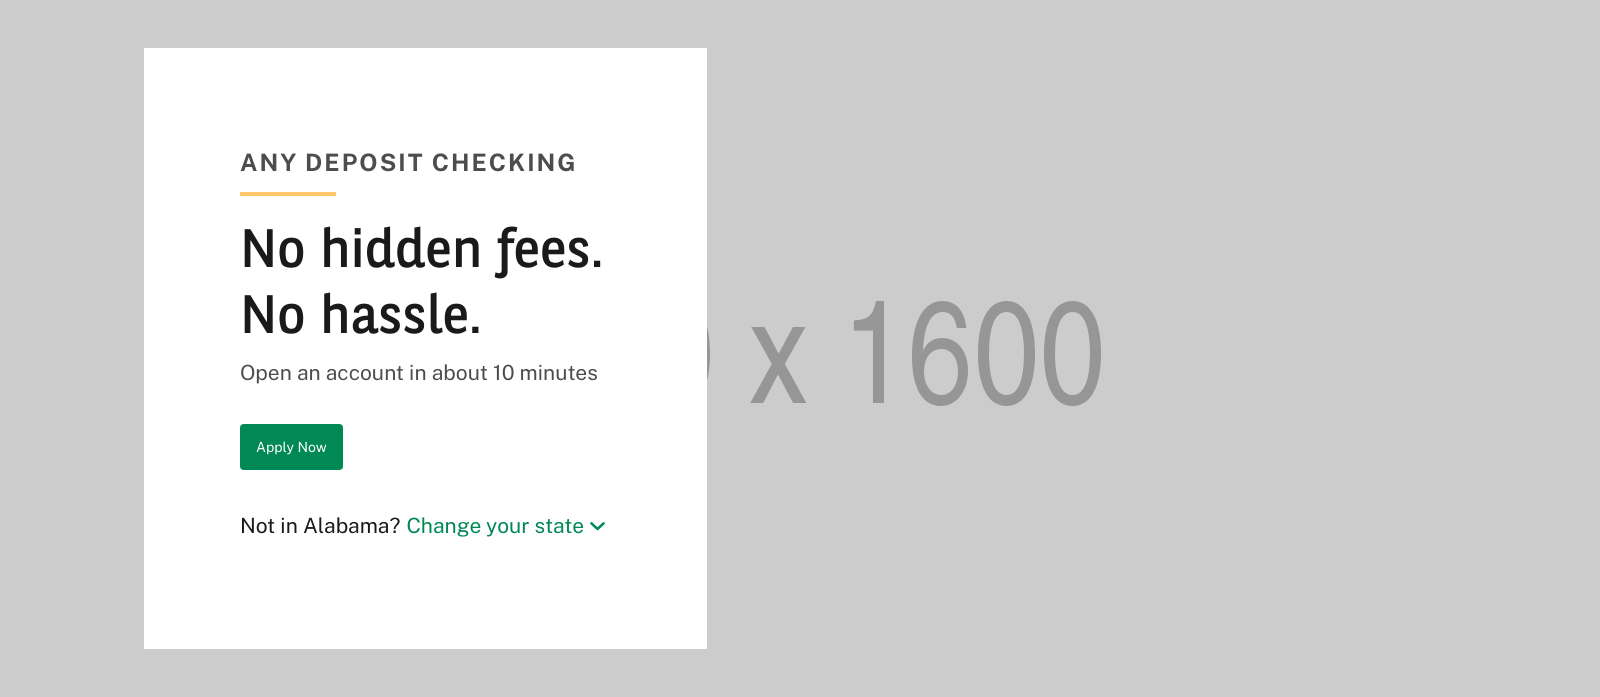 ANY DEPOSIT CHECKING
No hidden fees.
No hassle.
Open an account in about 10 minutes
Apply Now
Not in Alabama? Change your state
x 1600